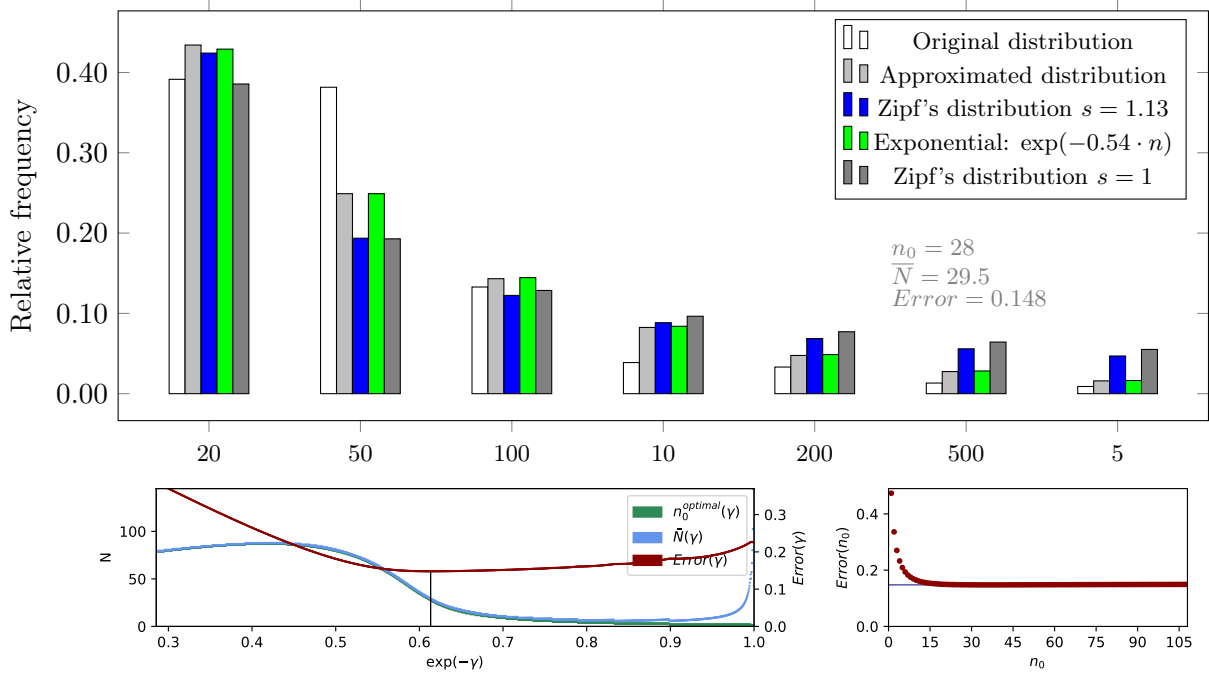 Relative frequency
0.40
0.30
0.20
0.10
0.00
Original distribution
Approximated distribution
Zipf's distribution s = 1.13
Exponential: exp(−0.54 · n)
Zipf's distribution s = 1
n₀ = 28
N̅ = 29.5
Error = 0.148
20 50 100 10 200 500 5
N
100
50
0
n₀ᵒᵖᵗⁱᵐᵃˡ(γ)
N̄(γ)
Error(γ)
0.3
0.2
0.1
0.0
Error(γ)
0.3 0.4 0.5 0.6 0.7 0.8 0.9 1.0
exp(−γ)
Error(n₀)
0.4
0.2
0.0
0 15 30 45 60 75 90 105
n₀